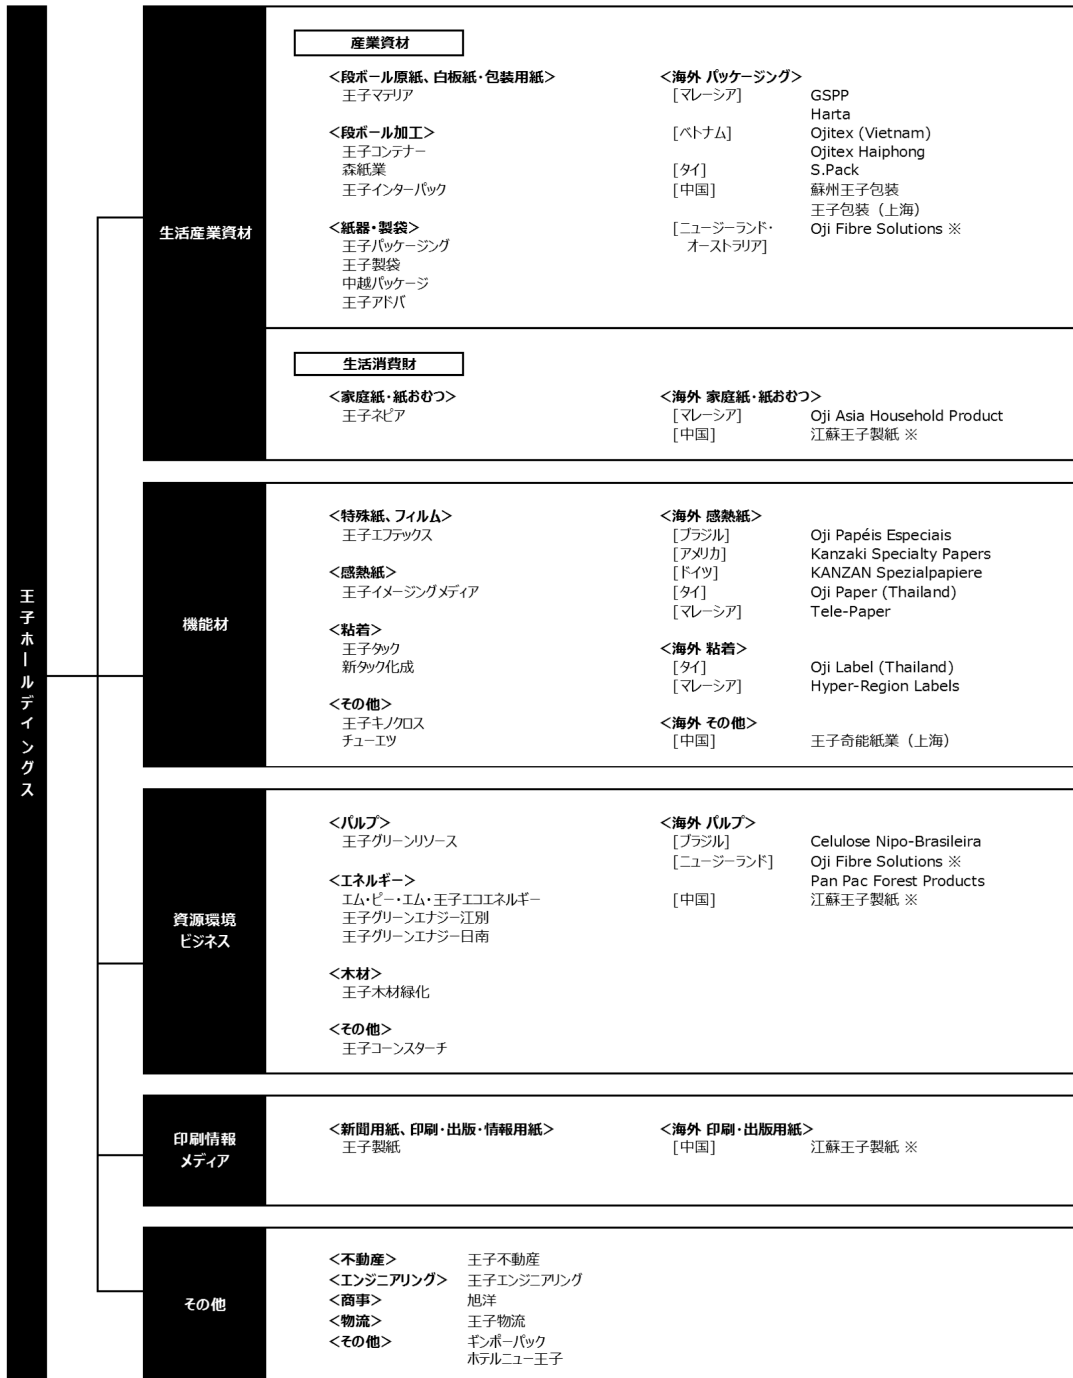 王子ホールディングス
生活産業資材
産業資材
<段ボール原紙、白板紙・包装用紙>
王子マテリア
<段ボール加工>
王子コンテナー
森紙業
王子インターパック
<紙器・製袋>
王子パッケージング
王子製袋
中越パッケージ
王子アドバ
<海外 パッケージング>
[マレーシア] GSPP
Harta
[ベトナム] Ojitex (Vietnam)
Ojitex Haiphong
[タイ] S.Pack
[中国] 蘇州王子包装
王子包装（上海）
[ニュージーランド・ Oji Fibre Solutions ※
オーストラリア]
生活消費財
<家庭紙・紙おむつ>
王子ネピア
<海外 家庭紙・紙おむつ>
[マレーシア] Oji Asia Household Product
[中国] 江蘇王子製紙 ※
機能材
<特殊紙、フィルム>
王子エフテックス
<感熱紙>
王子イメージングメディア
<粘着>
王子タック
新タック化成
<その他>
王子キノクロス
チューエツ
<海外 感熱紙>
[ブラジル] Oji Papéis Especiais
[アメリカ] Kanzaki Specialty Papers
[ドイツ] KANZAN Spezialpapiere
[タイ] Oji Paper (Thailand)
[マレーシア] Tele-Paper
<海外 粘着>
[タイ] Oji Label (Thailand)
[マレーシア] Hyper-Region Labels
<海外 その他>
[中国] 王子奇能紙業（上海）
資源環境
ビジネス
<パルプ>
王子グリーンリソース
<エネルギー>
エム・ピー・エム・王子エコエネルギー
王子グリーンエナジー江別
王子グリーンエナジー日南
<木材>
王子木材緑化
<その他>
王子コーンスターチ
<海外 パルプ>
[ブラジル] Celulose Nipo-Brasileira
[ニュージーランド] Oji Fibre Solutions ※
Pan Pac Forest Products
[中国] 江蘇王子製紙 ※
印刷情報
メディア
<新聞用紙、印刷・出版・情報用紙>
王子製紙
<海外 印刷・出版用紙>
[中国] 江蘇王子製紙 ※
その他
<不動産> 王子不動産
<エンジニアリング> 王子エンジニアリング
<商事> 旭洋
<物流> 王子物流
<その他> ギンポーパック
ホテルニュー王子